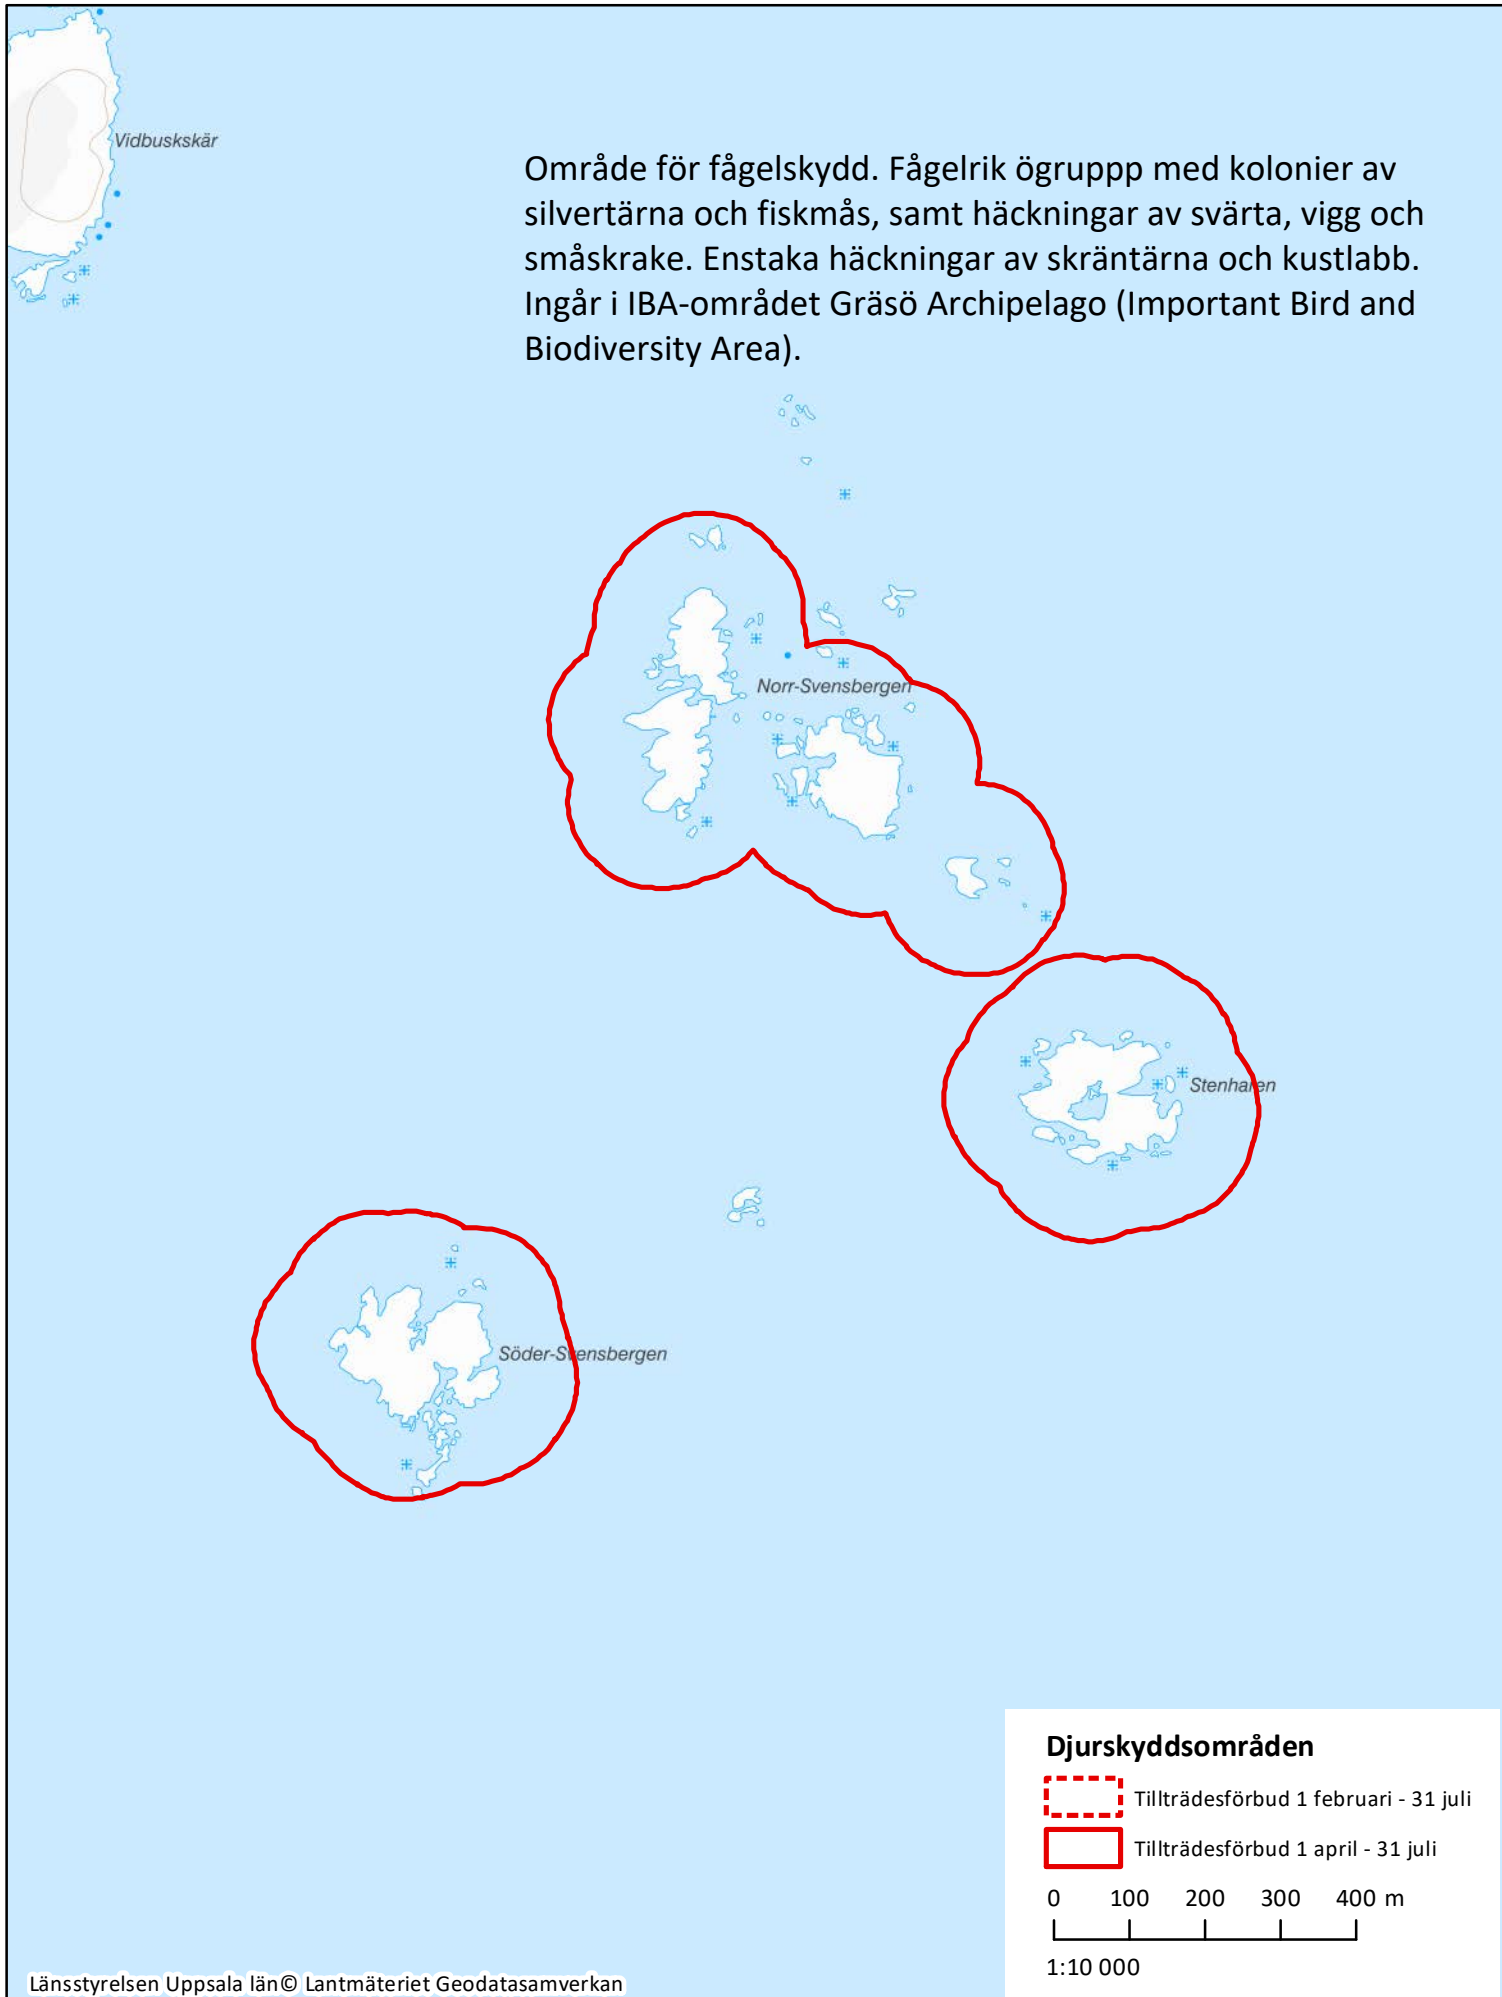 Vidbuskskär
Område för fågelskydd. Fågelrik ögruppp med kolonier av
silvertärna och fiskmås, samt häckningar av svärta, vigg och
småskrake. Enstaka häckningar av skräntärna och kustlabb.
Ingår i IBA-området Gräsö Archipelago (Important Bird and
Biodiversity Area).
Norr-Svensbergen
Stenhalen
Söder-Svensbergen
Djurskyddsområden
Tillträdesförbud 1 februari - 31 juli
Tillträdesförbud 1 april - 31 juli
0 100 200 300 400 m
1:10 000
Länsstyrelsen Uppsala län© Lantmäteriet Geodatasamverkan